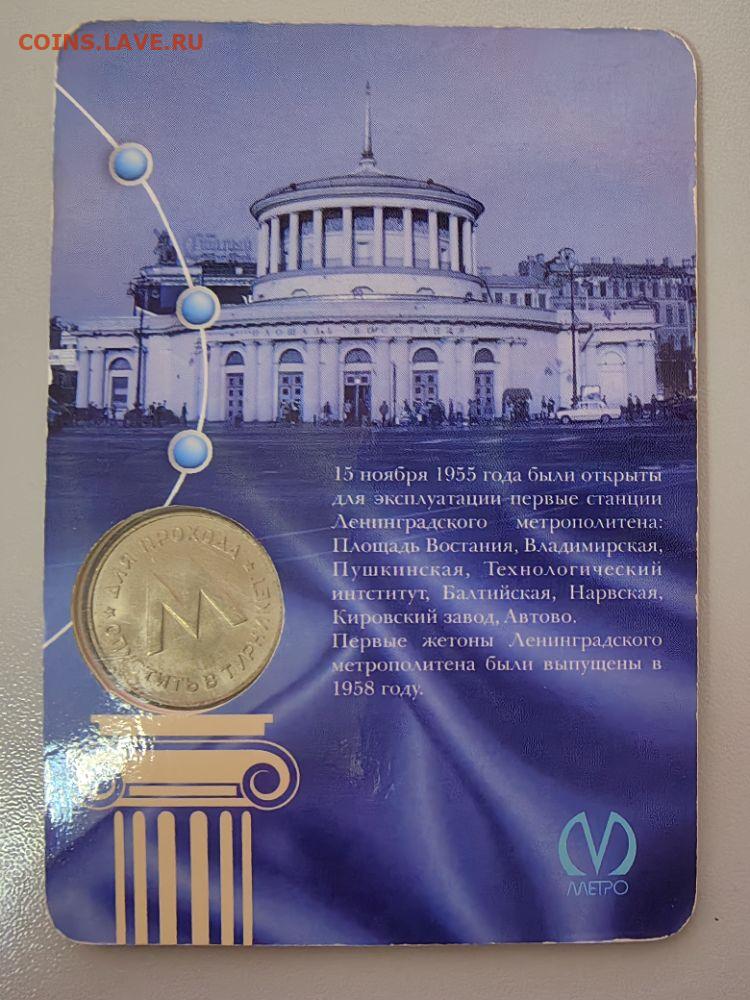 COINS.LAVE.RU
ПЛОЩАДЬ ВОССТАНИЯ
15 ноября 1955 года были открыты
для эксплуатации первые станции
Ленинградского метрополитена:
Площадь Востания, Владимирская,
Пушкинская, Технологический
интститут, Балтийская, Нарвская,
Кировский завод, Автово.
Первые жетоны Ленинградского
метрополитена были выпущены в
1958 году.
ДЛЯ ПРОХОДА
М
ОПУСТИТЬ В ТУРНИКЕТ
МЕТРО